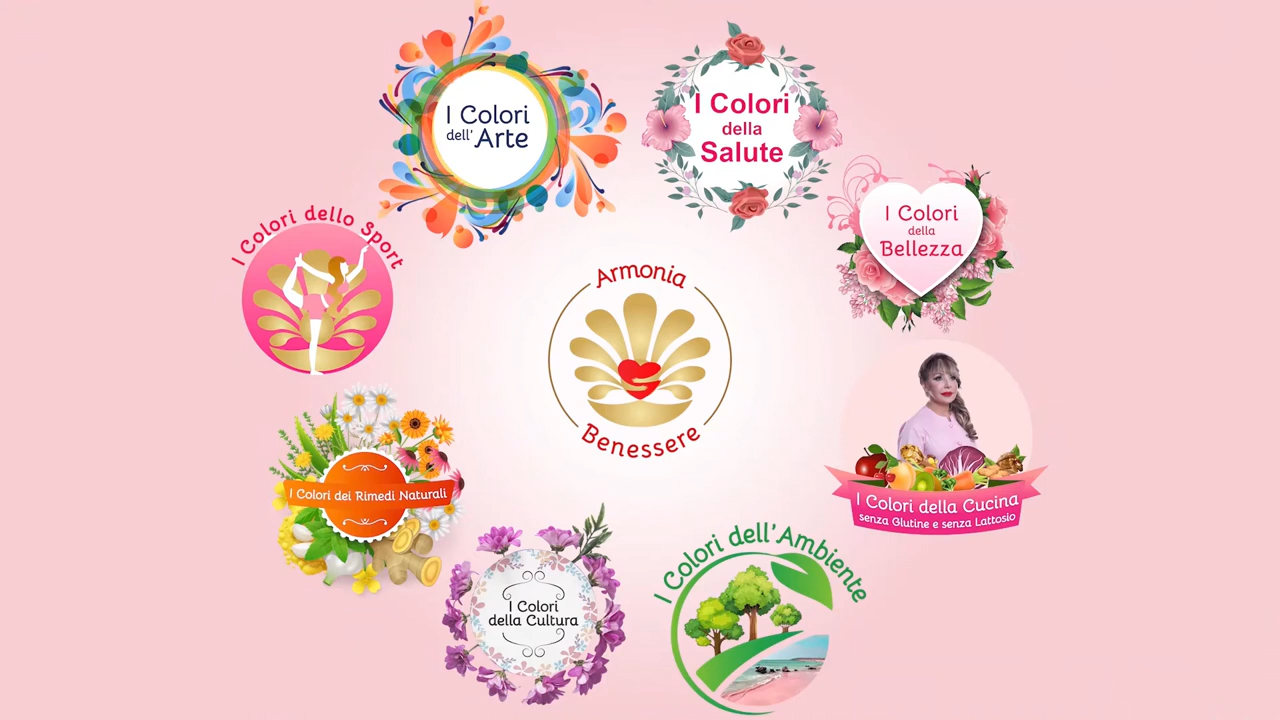 I Colori
dell' Arte
I Colori
della
Salute
I Colori dello Sport
I Colori
della
Bellezza
Armonia
Benessere
I Colori dei Rimedi Naturali
I Colori della Cucina
senza Glutine e senza Lattosio
I Colori dell'Ambiente
I Colori
della Cultura